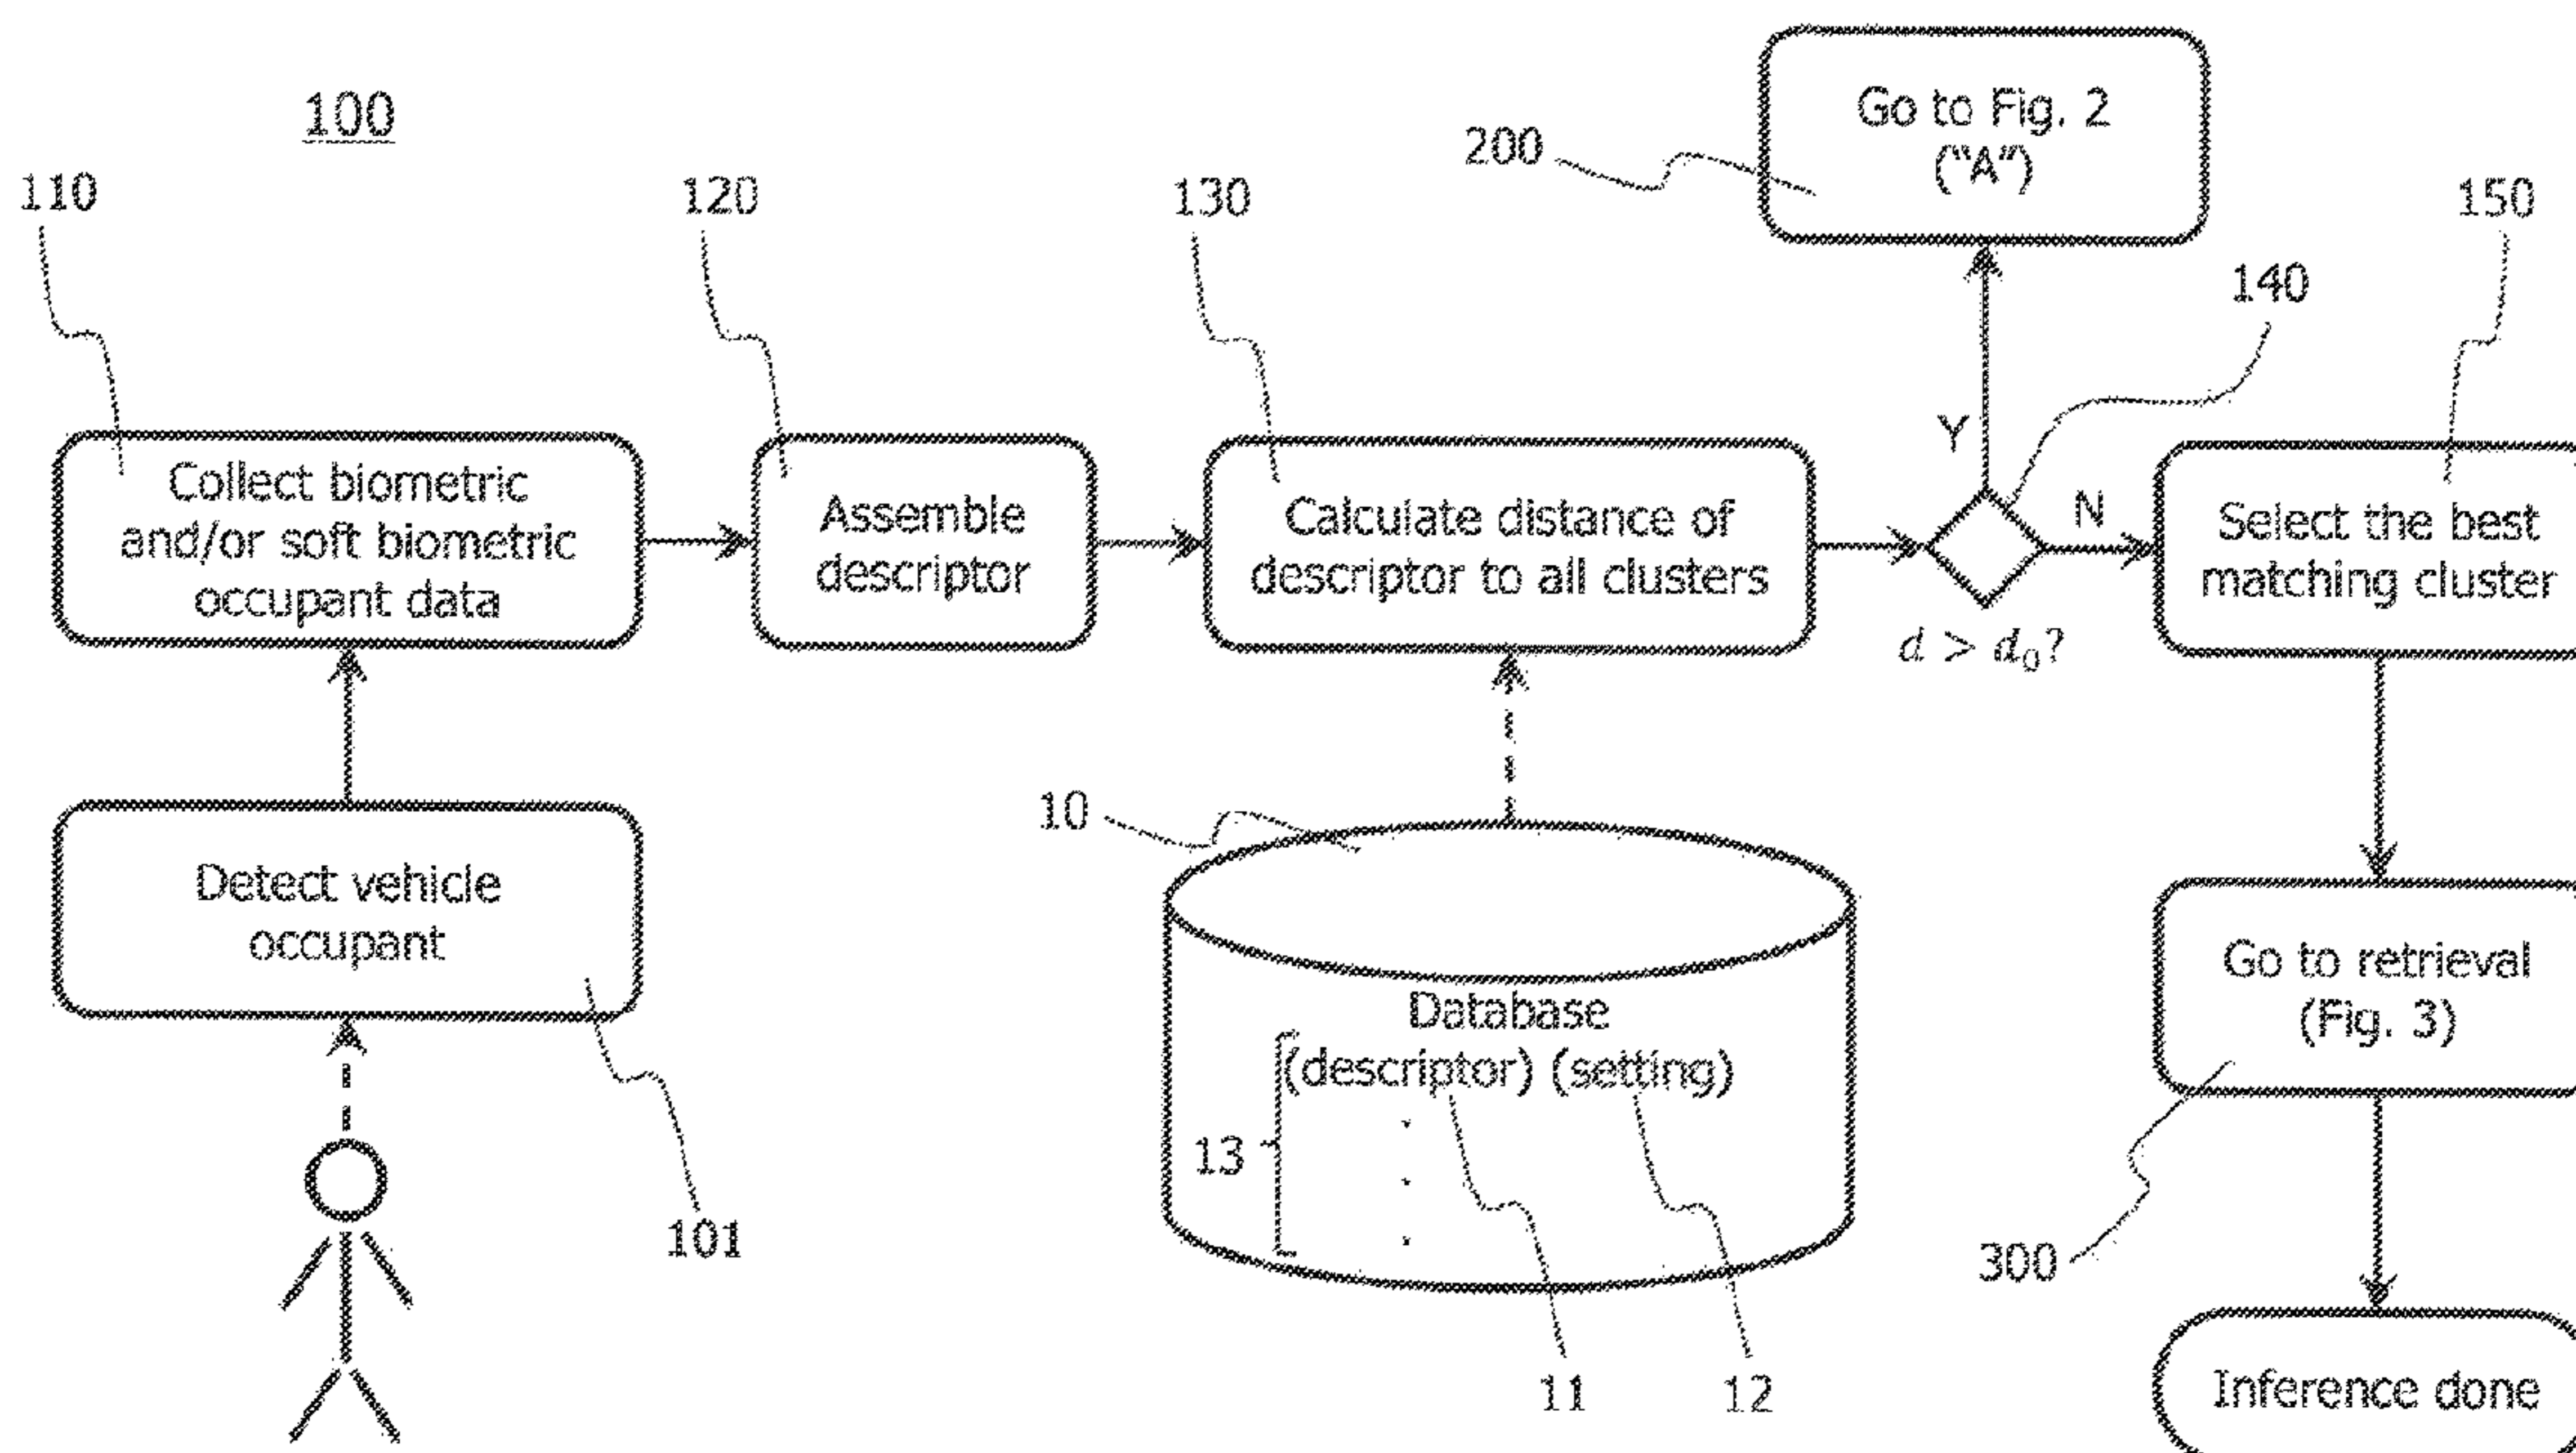 100
110
120
130
200
Go to Fig. 2
("A")
150
140
Collect biometric
and/or soft biometric
occupant data
Assemble
descriptor
Calculate distance of
descriptor to all clusters
Y
N
d > d₀?
Select the best
matching cluster
Detect vehicle
occupant
101
10
Database
(descriptor) (setting)
13
11
12
Go to retrieval
(Fig. 3)
300
Inference done